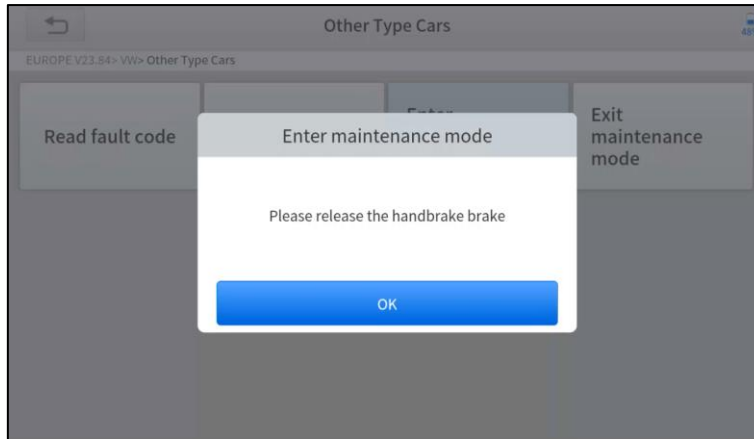 Other Type Cars
EUROPE V23.84> VW> Other Type Cars
Read fault code
Exit
maintenance
mode
Enter maintenance mode
Please release the handbrake brake
OK